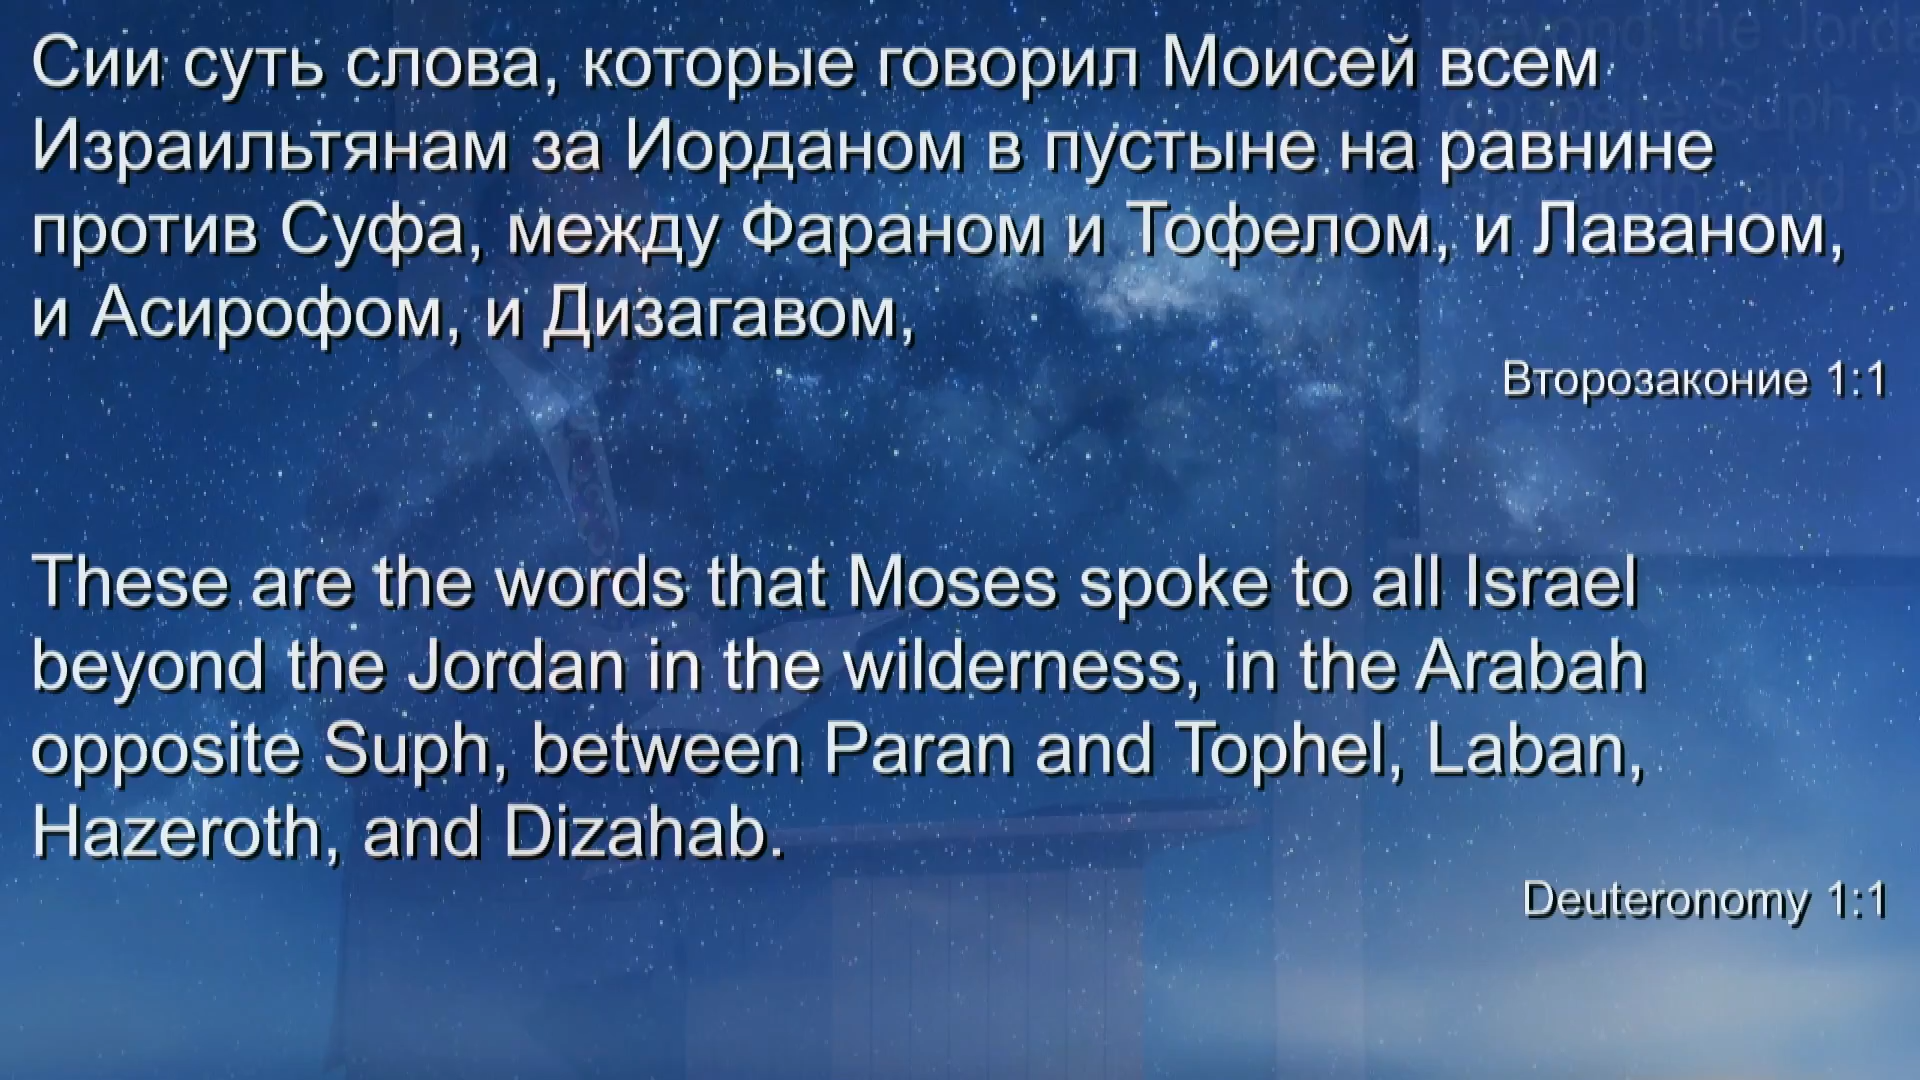 Сии суть слова, которые говорил Моисей всем
Израильтянам за Иорданом в пустыне на равнине
против Суфа, между Фараном и Тофелом, и Лаваном,
и Асирофом, и Дизагавом,
Второзаконие 1:1
These are the words that Moses spoke to all Israel
beyond the Jordan in the wilderness, in the Arabah
opposite Suph, between Paran and Tophel, Laban,
Hazeroth, and Dizahab.
Deuteronomy 1:1